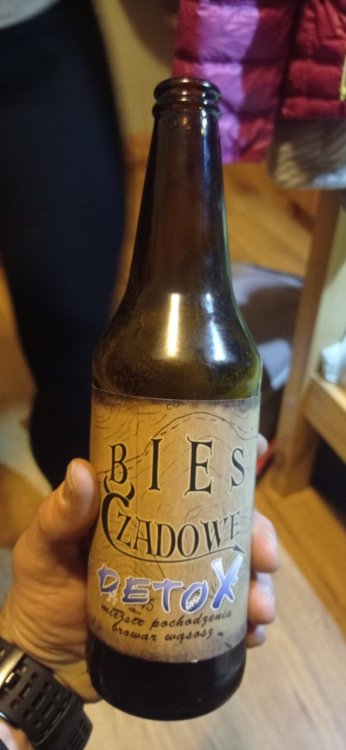 BIES
CZADOWE
DETOX
miejsce pochodzenia
browar wąsosz